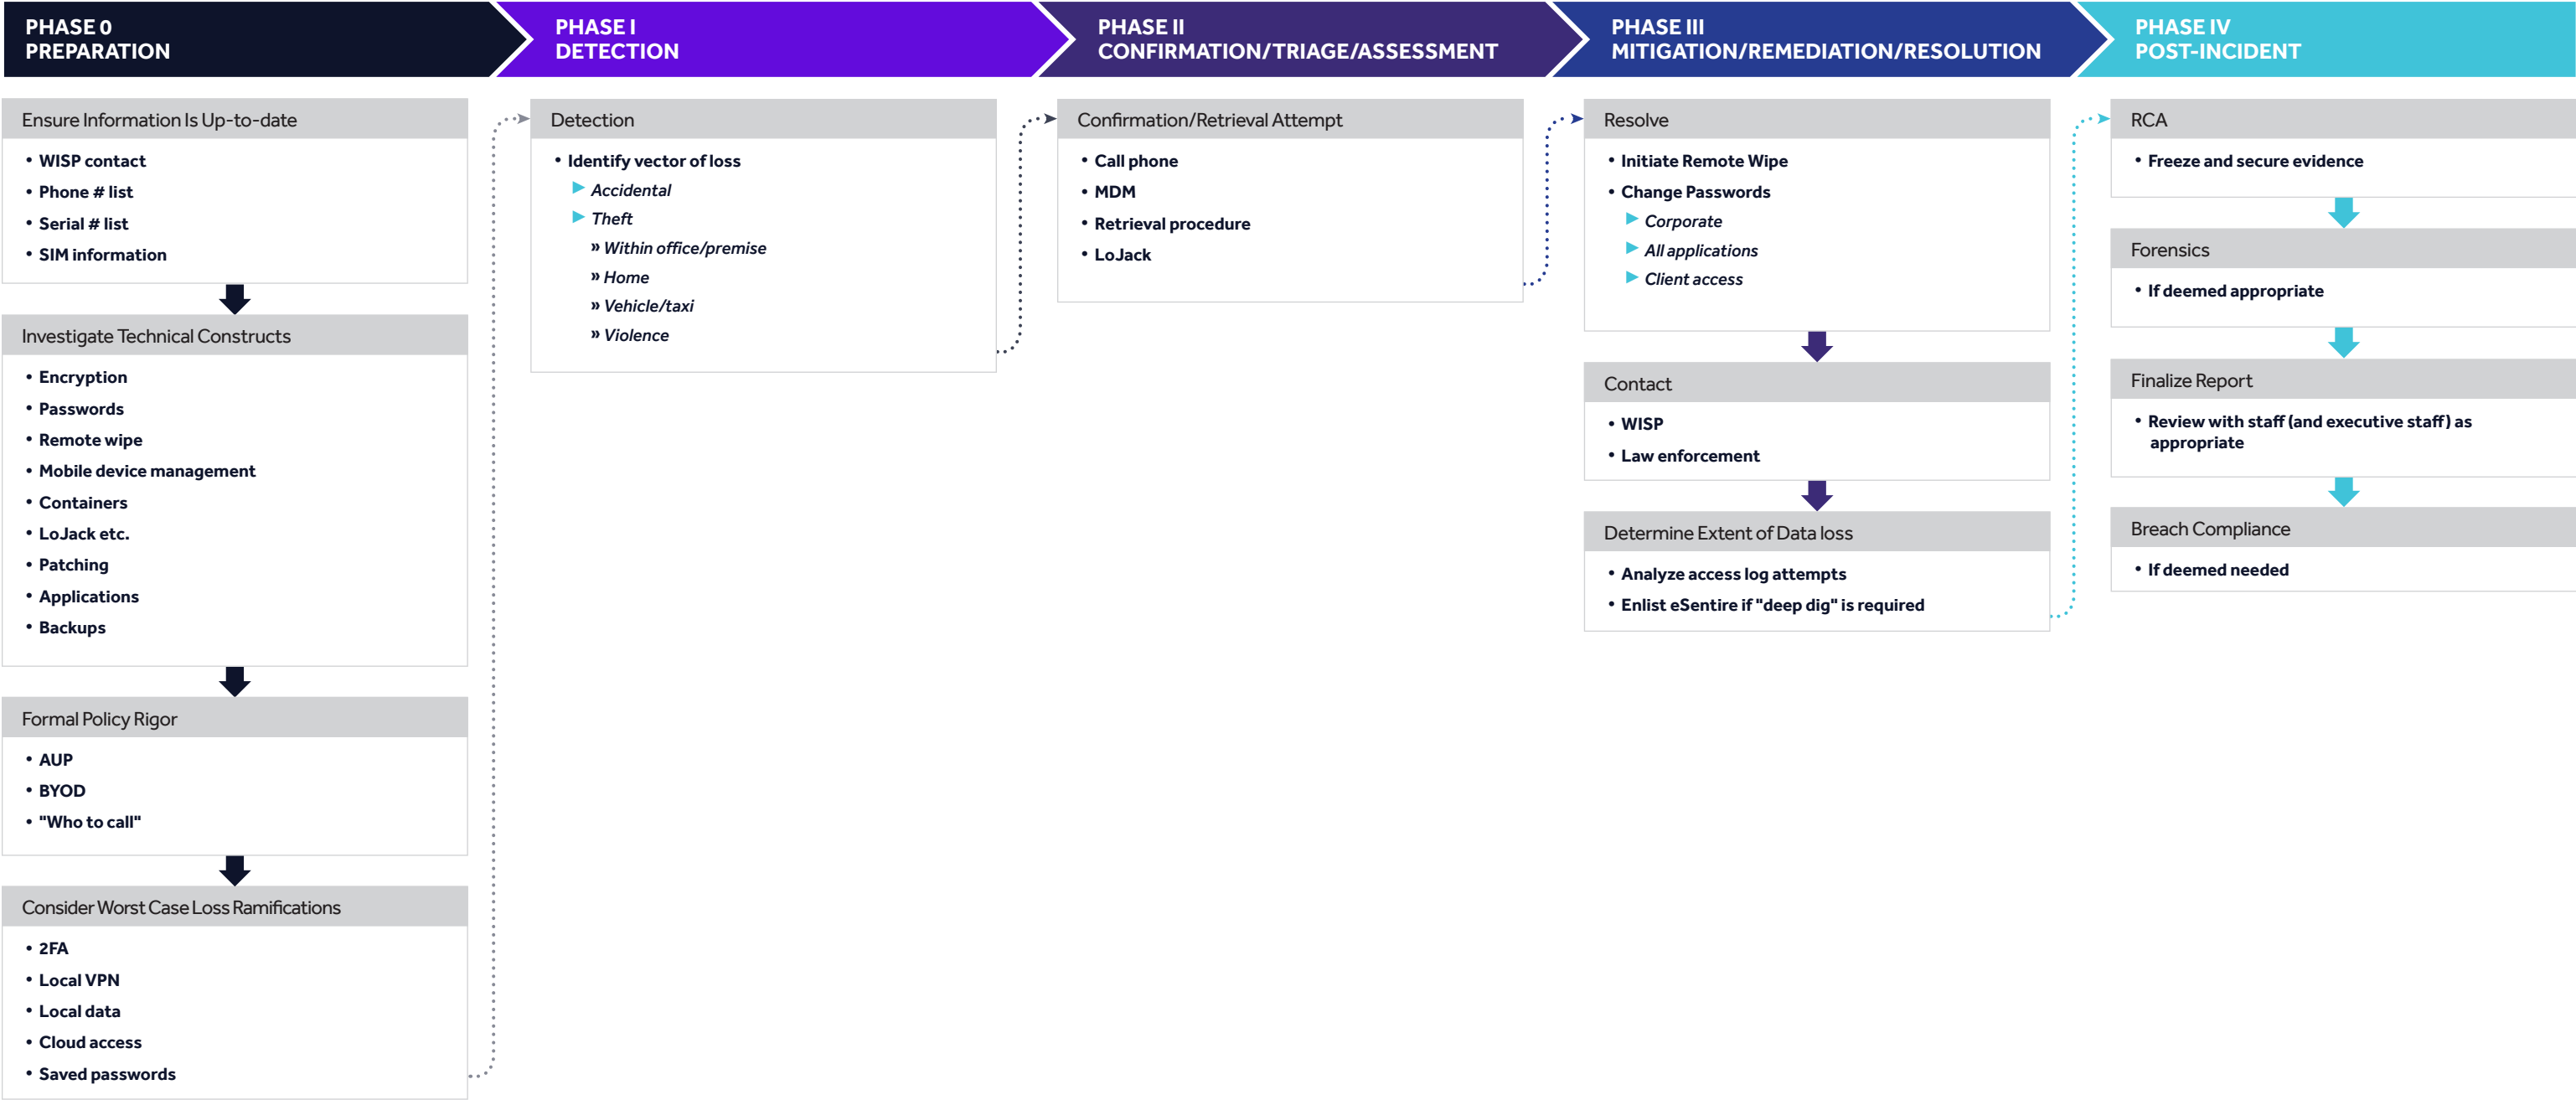 PHASE 0
PREPARATION
PHASE I
DETECTION
PHASE II
CONFIRMATION/TRIAGE/ASSESSMENT
PHASE III
MITIGATION/REMEDIATION/RESOLUTION
PHASE IV
POST-INCIDENT
Ensure Information Is Up-to-date
• WISP contact
• Phone # list
• Serial # list
• SIM information
Investigate Technical Constructs
• Encryption
• Passwords
• Remote wipe
• Mobile device management
• Containers
• LoJack etc.
• Patching
• Applications
• Backups
Formal Policy Rigor
• AUP
• BYOD
• "Who to call"
Consider Worst Case Loss Ramifications
• 2FA
• Local VPN
• Local data
• Cloud access
• Saved passwords
Detection
• Identify vector of loss
► Accidental
► Theft
» Within office/premise
» Home
» Vehicle/taxi
» Violence
Confirmation/Retrieval Attempt
• Call phone
• MDM
• Retrieval procedure
• LoJack
Resolve
• Initiate Remote Wipe
• Change Passwords
► Corporate
► All applications
► Client access
Contact
• WISP
• Law enforcement
Determine Extent of Data loss
• Analyze access log attempts
• Enlist eSentire if "deep dig" is required
RCA
• Freeze and secure evidence
Forensics
• If deemed appropriate
Finalize Report
• Review with staff (and executive staff) as
appropriate
Breach Compliance
• If deemed needed